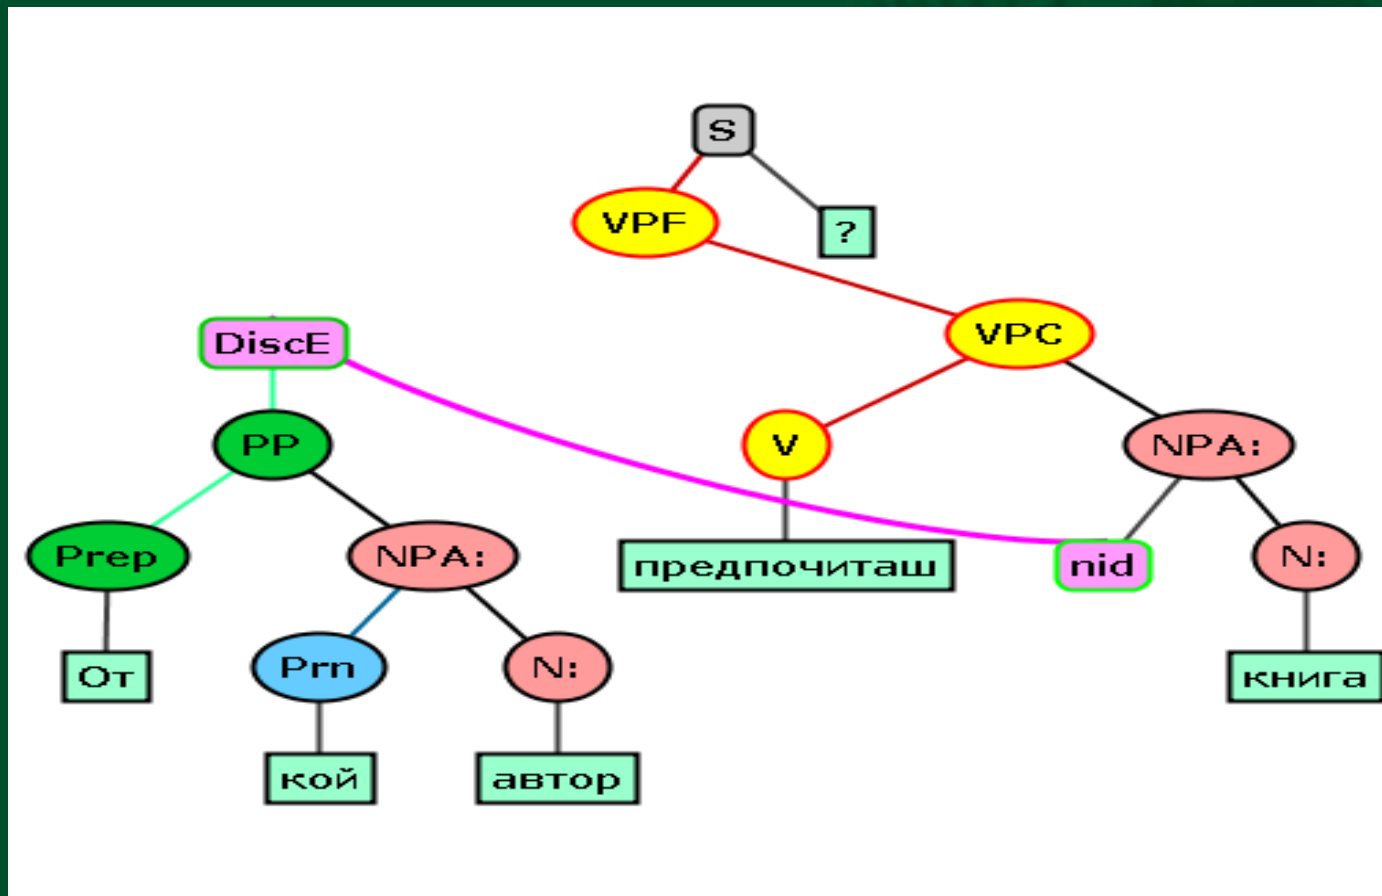 S
VPF
?
VPC
DiscE
PP
V
NPA:
Prep
NPA:
предпочиташ
nid
N:
От
Prn
N:
книга
кой
автор